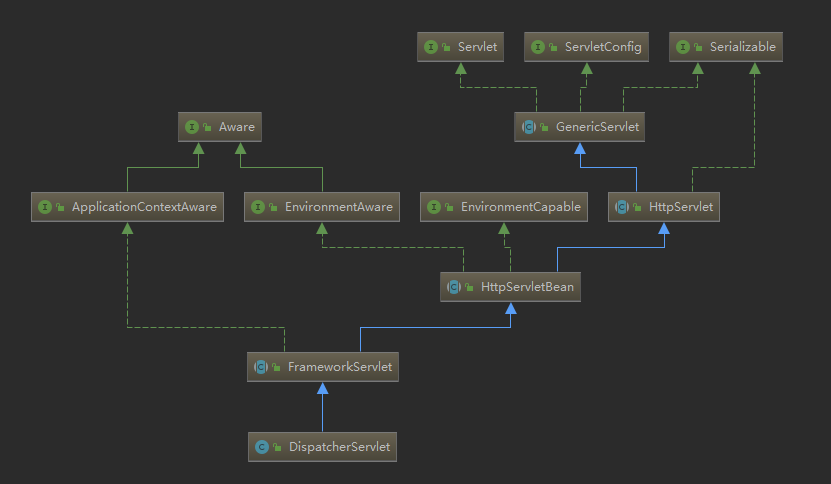 Servlet
ServletConfig
Serializable
Aware
GenericServlet
ApplicationContextAware
EnvironmentAware
EnvironmentCapable
HttpServlet
HttpServletBean
FrameworkServlet
DispatcherServlet